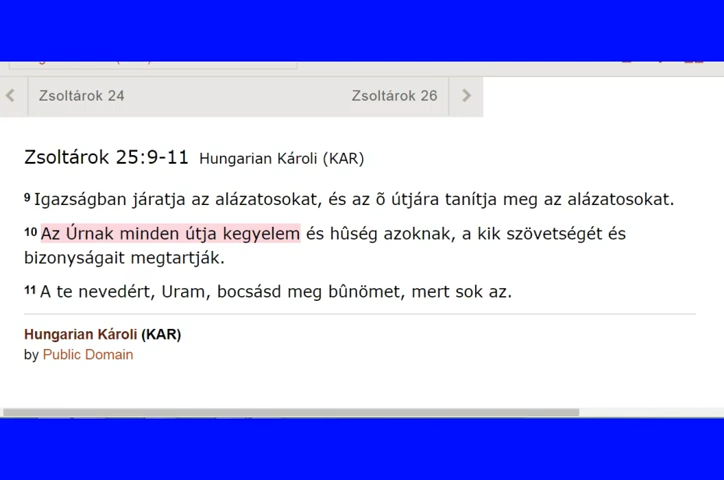 Zsoltárok 24
Zsoltárok 26
Zsoltárok 25:9-11 Hungarian Károli (KAR)
9 Igazságban járatja az alázatosokat, és az õ útjára tanítja meg az alázatosokat.
10 Az Úrnak minden útja kegyelem és hûség azoknak, a kik szövetségét és
bizonyságait megtartják.
11 A te nevedért, Uram, bocsásd meg bûnömet, mert sok az.
Hungarian Károli (KAR)
by Public Domain